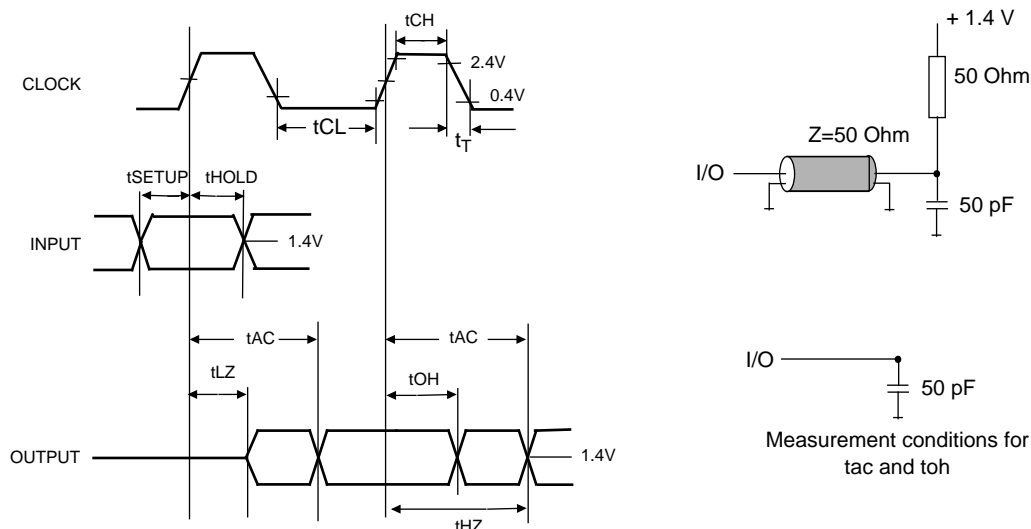 tCH
CLOCK
2.4V
0.4V
tCL
tT
tSETUP
tHOLD
INPUT
1.4V
tAC
tAC
tLZ
tOH
OUTPUT
1.4V
tHZ
+ 1.4 V
50 Ohm
Z=50 Ohm
I/O
50 pF
I/O
50 pF
Measurement conditions for
tac and toh